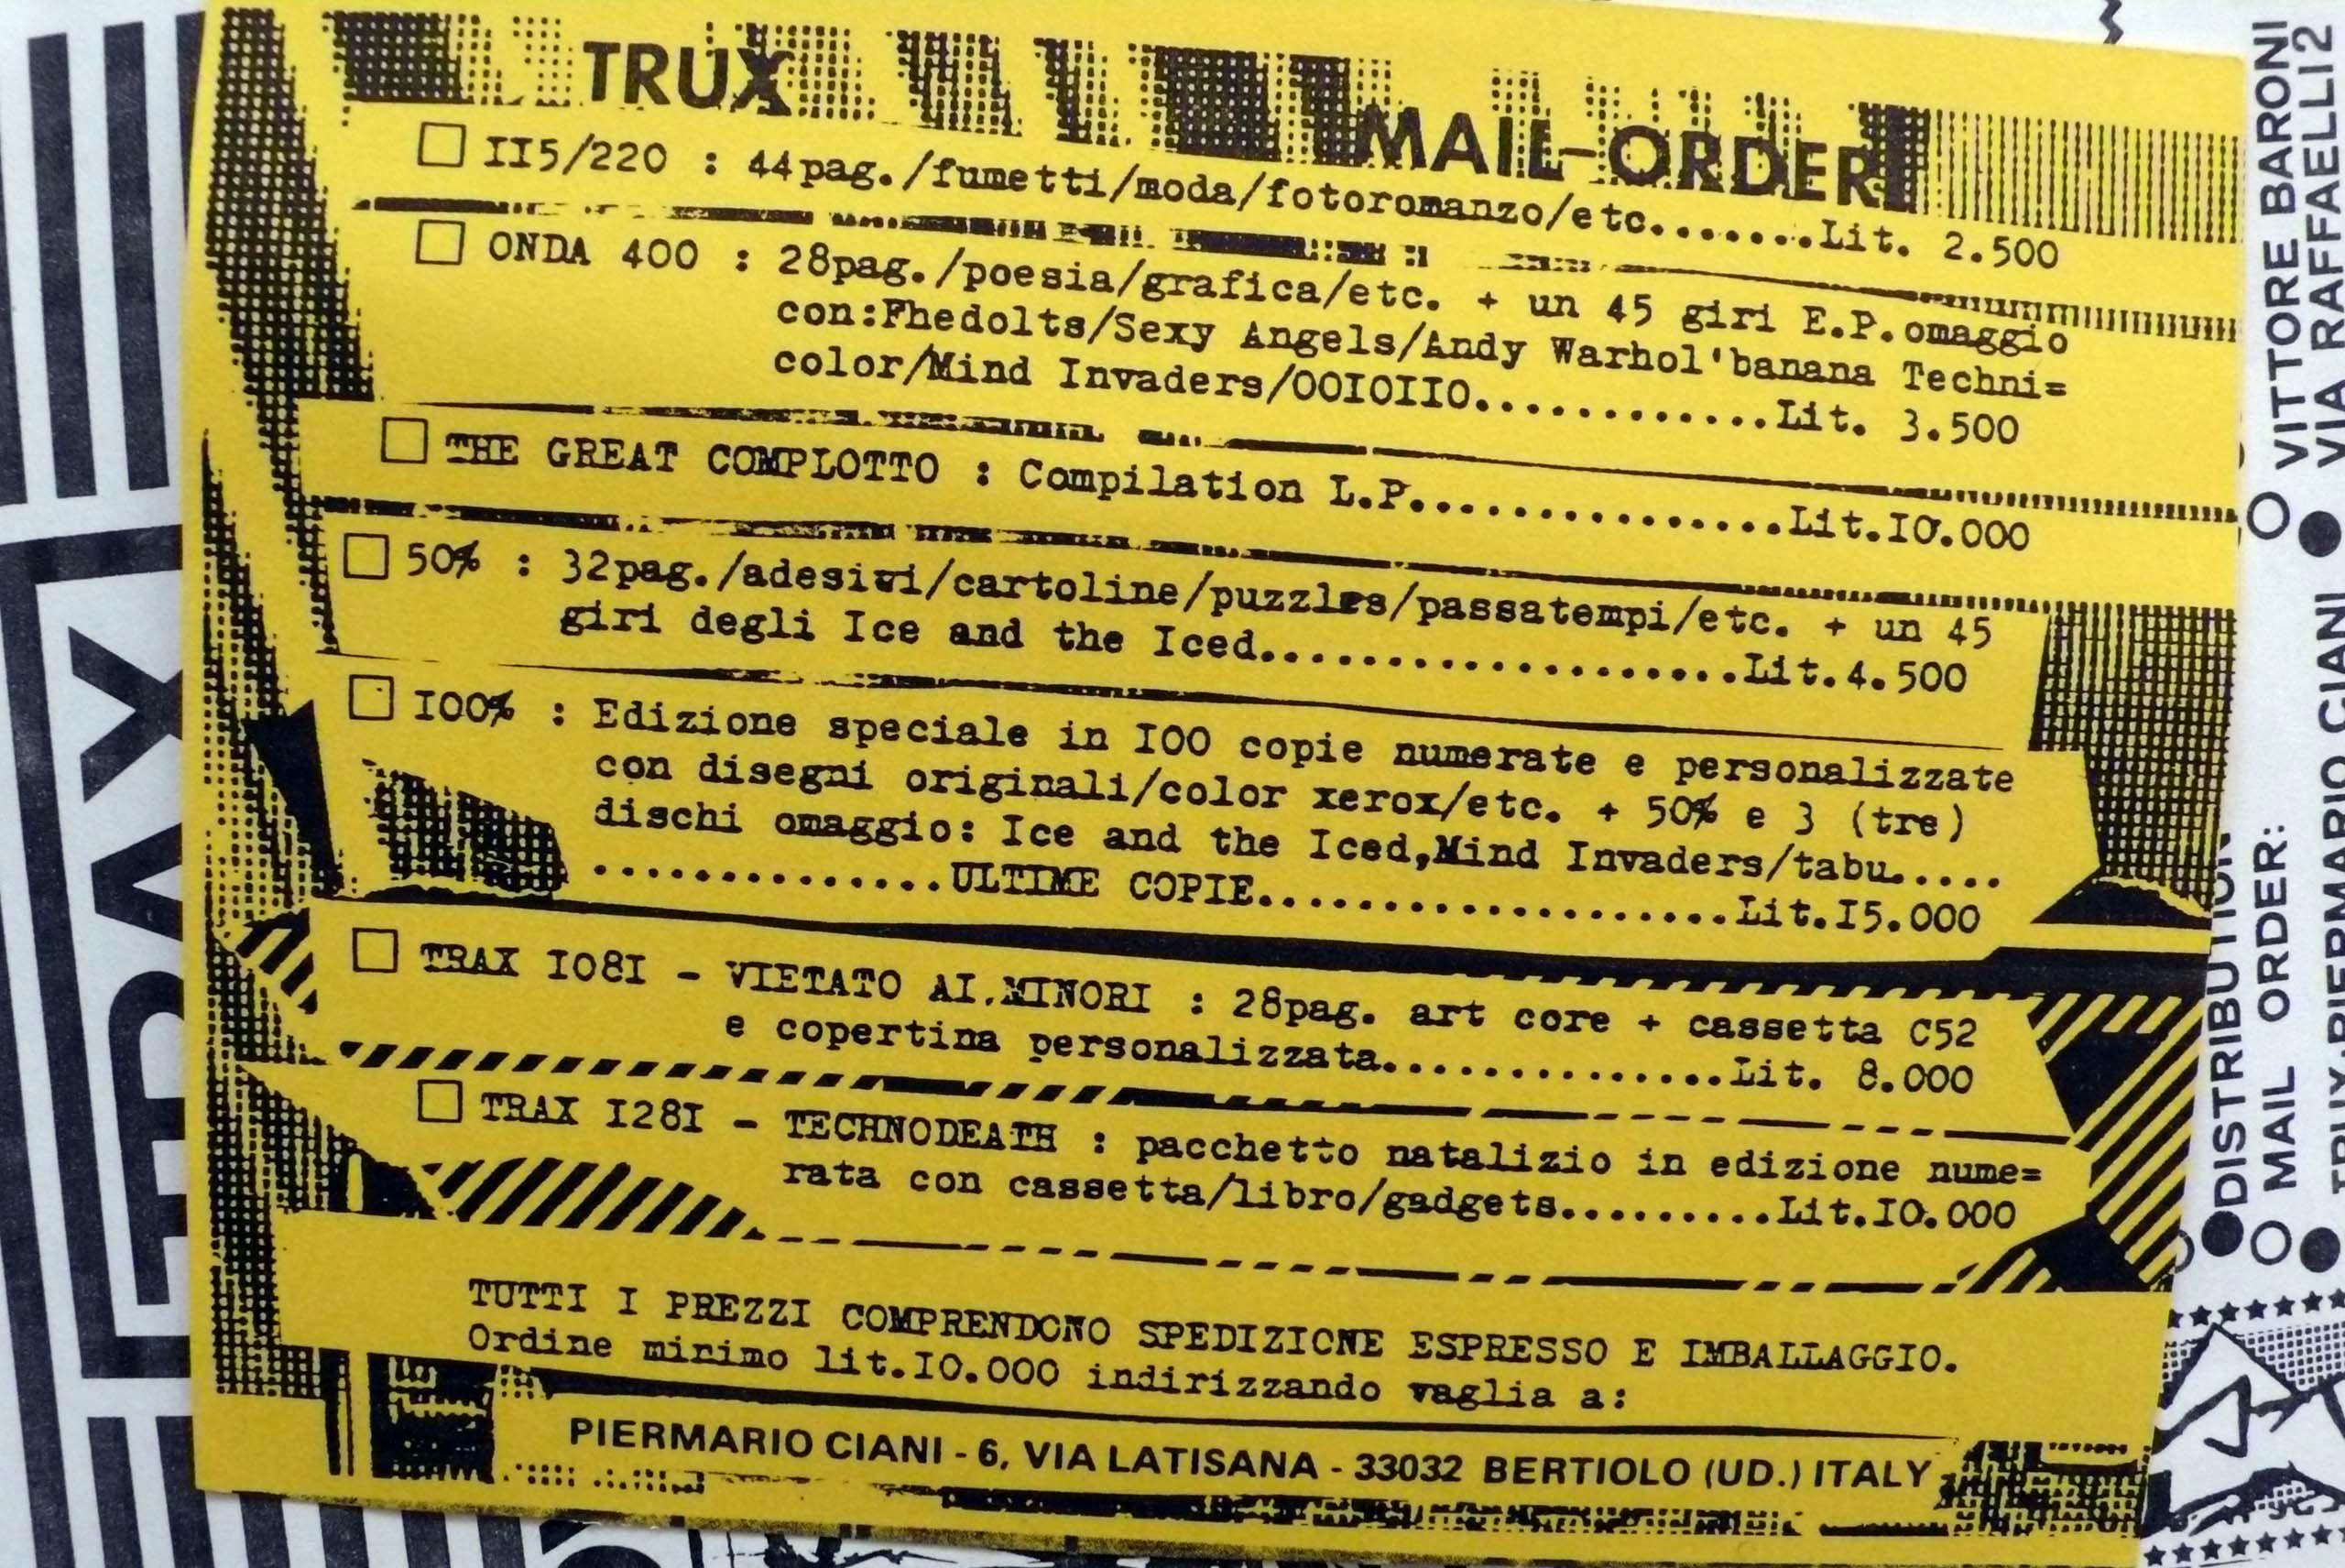 TRUX
MAIL-ORDER
□ II5/220 : 44pag./fumetti/moda/fotoromanzo/etc.......Lit. 2.500
□ ONDA 400 : 28pag./poesia/grafica/etc. + un 45 giri E.P.omaggio
con:Fhedolts/Sexy Angels/Andy Warhol'banana Techni=
color/Mind Invaders/OOIOIIO............Lit. 3.500
□ THE GREAT COMPLOTTO : Compilation L.P...............Lit.IO.000
□ 50% : 32pag./adesivi/cartoline/puzzles/passatempi/etc. + un 45
giri degli Ice and the Iced..................Lit.4.500
□ IOO% : Edizione speciale in IOO copie numerate e personalizzate
con disegni originali/color xerox/etc. + 50% e 3 (tre)
dischi omaggio: Ice and the Iced,Mind Invaders/tabu.....
.............ULTIME COPIE..................Lit.I5.000
□ TRAX IO8I - VIETATO AI.MINORI : 28pag. art core + cassetta C52
e copertina personalizzata.............Lit. 8.000
□ TRAX I28I - TECHNODEATH : pacchetto natalizio in edizione nume=
rata con cassetta/libro/gadgets.........Lit.IO.000
TUTTI I PREZZI COMPRENDONO SPEDIZIONE ESPRESSO E IMBALLAGGIO.
Ordine minimo lit.IO.000 indirizzando vaglia a:
PIERMARIO CIANI - 6, VIA LATISANA - 33032 BERTIOLO (UD.) ITALY
VITTORE BARONI
VIA RAFFAELLI 2
DISTRIBUTION
MAIL ORDER:
TRUX.PIERMARIO CIANI